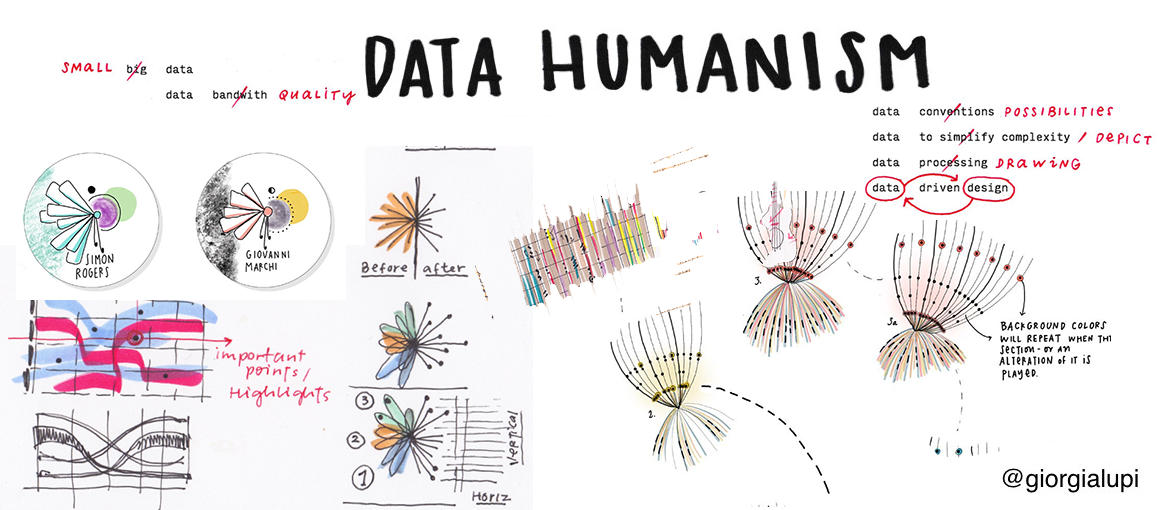 DATA HUMANISM
SMALL big data
data bandwith QUALITY
data conventions POSSIBILITIES
data to simplify complexity / DEPICT
data processing DRAWING
data driven design
SIMON
ROGERS
GIOVANNI
MARCHI
Before after
important
points/
Highlights
3
2
1
vertical
Horiz
3.
3a
2.
BACKGROUND COLORS
WILL REPEAT WHEN THI
SECTION - OR AN
ALTERATION OF IT IS
PLAYED.
@giorgialupi